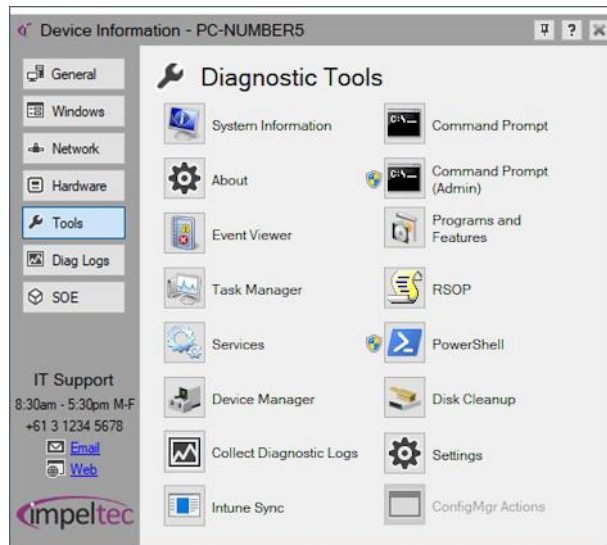 Device Information - PC-NUMBER5
?
General
Windows
Network
Hardware
Tools
Diag Logs
SOE
IT Support
8:30am - 5:30pm M-F
+61 3 1234 5678
Email
Web
impeltec
Diagnostic Tools
System Information
C:\_
Command Prompt
About
C:\_
Command Prompt
(Admin)
Event Viewer
Programs and
Features
Task Manager
RSOP
Services
PowerShell
Device Manager
Disk Cleanup
Collect Diagnostic Logs
Settings
Intune Sync
ConfigMgr Actions